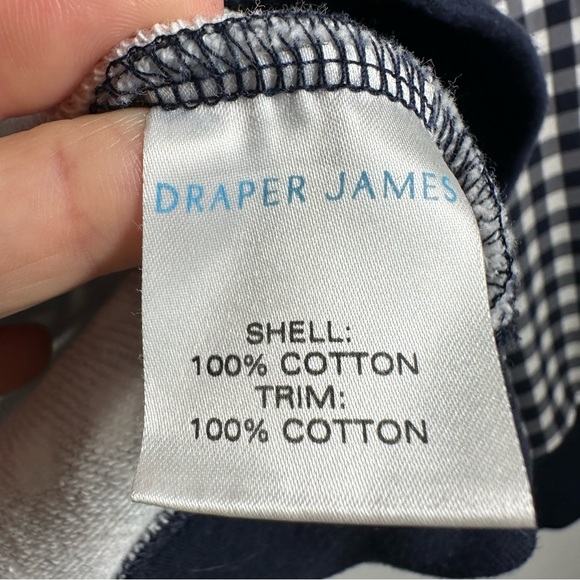 DRAPER JAMES
SHELL:
100% COTTON
TRIM:
100% COTTON